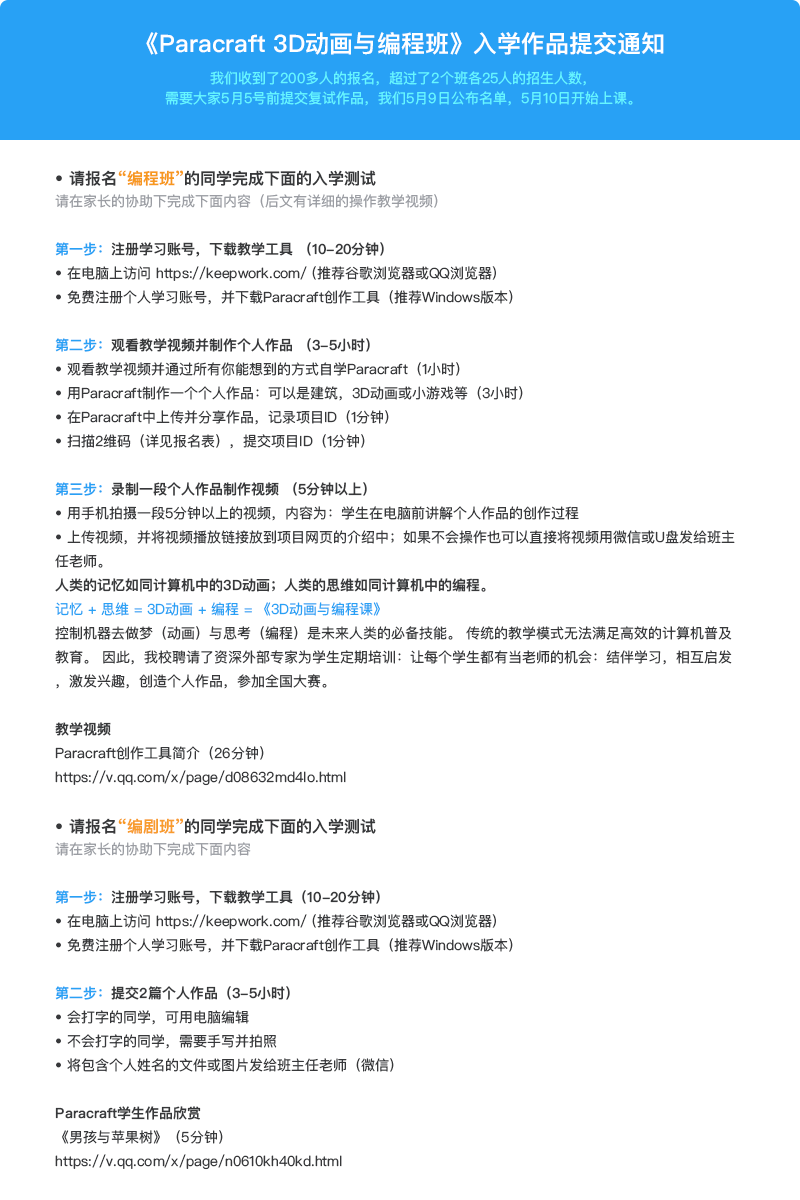 《Paracraft 3D动画与编程班》入学作品提交通知
我们收到了200多人的报名，超过了2个班各25人的招生人数，
需要大家5月5号前提交复试作品，我们5月9日公布名单，5月10日开始上课。
• 请报名“编程班”的同学完成下面的入学测试
请在家长的协助下完成下面内容（后文有详细的操作教学视频）
第一步：注册学习账号，下载教学工具 （10-20分钟）
• 在电脑上访问 https://keepwork.com/ (推荐谷歌浏览器或QQ浏览器）
• 免费注册个人学习账号，并下载Paracraft创作工具（推荐Windows版本）
第二步：观看教学视频并制作个人作品 （3-5小时）
• 观看教学视频并通过所有你能想到的方式自学Paracraft（1小时）
• 用Paracraft制作一个个人作品：可以是建筑，3D动画或小游戏等（3小时）
• 在Paracraft中上传并分享作品，记录项目ID（1分钟）
• 扫描2维码（详见报名表），提交项目ID（1分钟）
第三步：录制一段个人作品制作视频 （5分钟以上）
• 用手机拍摄一段5分钟以上的视频，内容为：学生在电脑前讲解个人作品的创作过程
• 上传视频，并将视频播放链接放到项目网页的介绍中；如果不会操作也可以直接将视频用微信或U盘发给班主
任老师。
人类的记忆如同计算机中的3D动画；人类的思维如同计算机中的编程。
记忆 + 思维 = 3D动画 + 编程 = 《3D动画与编程课》
控制机器去做梦（动画）与思考（编程）是未来人类的必备技能。 传统的教学模式无法满足高效的计算机普及
教育。 因此，我校聘请了资深外部专家为学生定期培训：让每个学生都有当老师的机会：结伴学习，相互启发
，激发兴趣，创造个人作品，参加全国大赛。
教学视频
Paracraft创作工具简介（26分钟）
https://v.qq.com/x/page/d08632md4lo.html
• 请报名“编剧班”的同学完成下面的入学测试
请在家长的协助下完成下面内容
第一步：注册学习账号，下载教学工具（10-20分钟）
• 在电脑上访问 https://keepwork.com/ (推荐谷歌浏览器或QQ浏览器）
• 免费注册个人学习账号，并下载Paracraft创作工具（推荐Windows版本）
第二步：提交2篇个人作品（3-5小时）
• 会打字的同学，可用电脑编辑
• 不会打字的同学，需要手写并拍照
• 将包含个人姓名的文件或图片发给班主任老师（微信）
Paracraft学生作品欣赏
《男孩与苹果树》（5分钟）
https://v.qq.com/x/page/n0610kh40kd.html